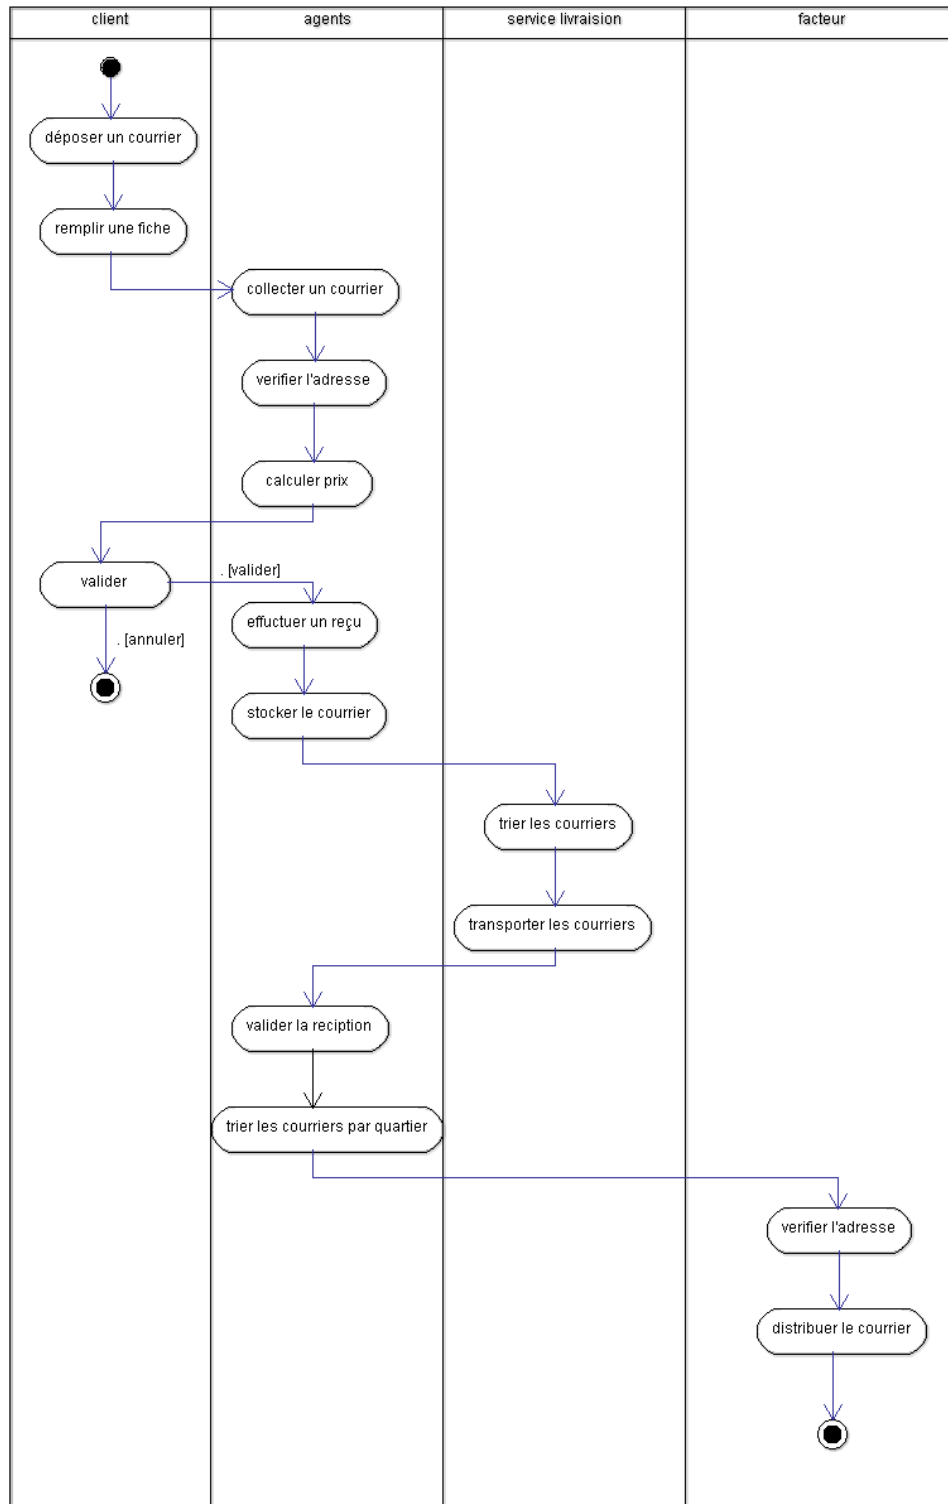 client
agents
service livraision
facteur
déposer un courrier
remplir une fiche
collecter un courrier
verifier l'adresse
calculer prix
valider
. [valider]
effuctuer un reçu
. [annuler]
stocker le courrier
trier les courriers
transporter les courriers
valider la reciption
trier les courriers par quartier
verifier l'adresse
distribuer le courrier